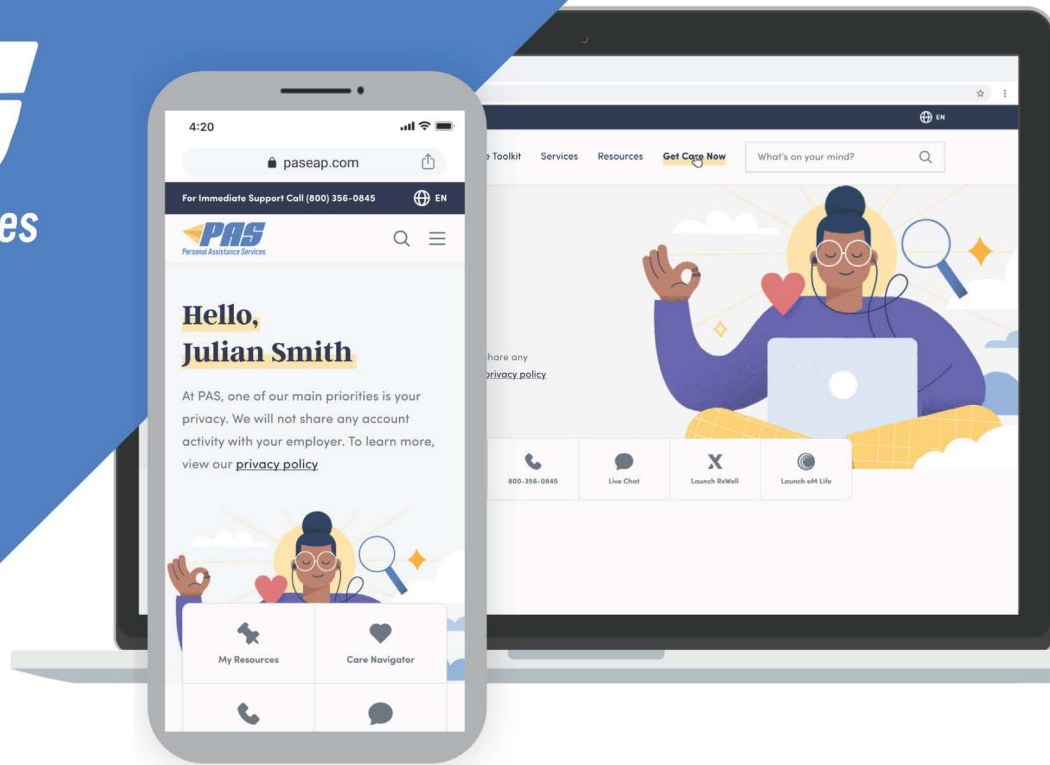 es
4:20
paseap.com
For Immediate Support Call (800) 356-0845
EN
PAS
Personal Assistance Services
Hello,
Julian Smith
At PAS, one of our main priorities is your
privacy. We will not share any account
activity with your employer. To learn more,
view our privacy policy
My Resources
Care Navigator
EN
Toolkit Services Resources Get Care Now What's on your mind?
hare any
privacy policy
800-356-0845
Live Chat
Launch RxWell
Launch eM Life